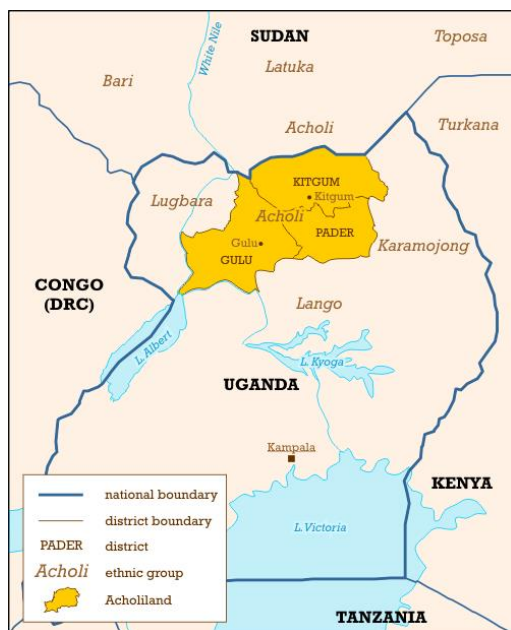 SUDAN
Toposa
White Nile
Latuka
Bari
Acholi
Turkana
KITGUM
Kitgum
Lugbara
Acholi
PADER
Gulu
GULU
Karamojong
CONGO
(DRC)
Lango
L. Albert
L. Kyoga
UGANDA
Kampala
KENYA
L. Victoria
national boundary
district boundary
PADER district
Acholi ethnic group
Acholiland
TANZANIA